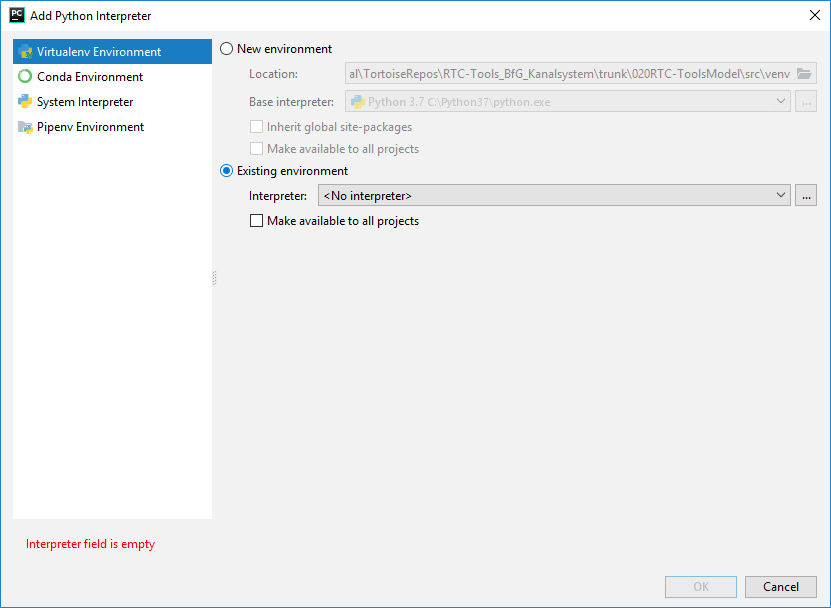 PC
Add Python Interpreter
Virtualenv Environment
Conda Environment
System Interpreter
Pipenv Environment
New environment
Location: al\TortoiseRepos\RTC-Tools_BfG_Kanalsystem\trunk\020RTC-ToolsModel\src\venv
Base interpreter: Python 3.7 C:\Python37\python.exe ...
Inherit global site-packages
Make available to all projects
Existing environment
Interpreter: <No interpreter> ...
Make available to all projects
Interpreter field is empty
OK Cancel